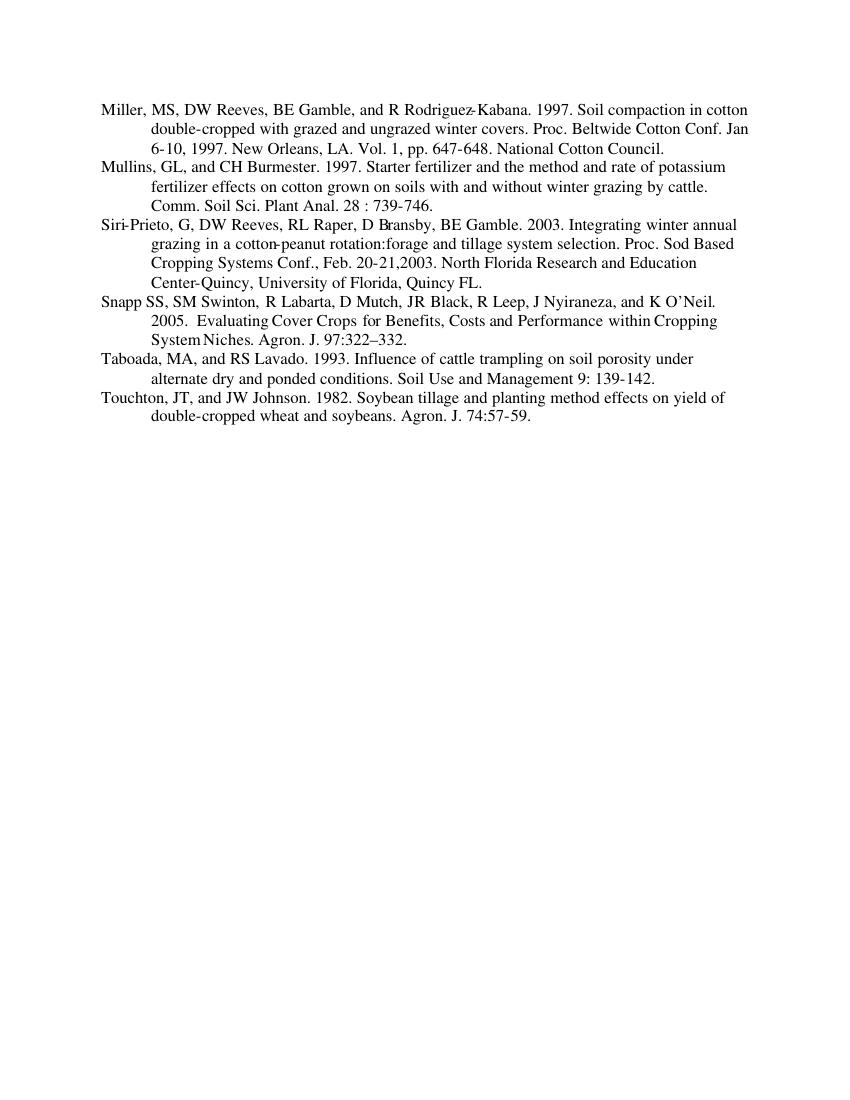 Miller, MS, DW Reeves, BE Gamble, and R Rodriguez-Kabana. 1997. Soil compaction in cotton
double-cropped with grazed and ungrazed winter covers. Proc. Beltwide Cotton Conf. Jan
6-10, 1997. New Orleans, LA. Vol. 1, pp. 647-648. National Cotton Council.
Mullins, GL, and CH Burmester. 1997. Starter fertilizer and the method and rate of potassium
fertilizer effects on cotton grown on soils with and without winter grazing by cattle.
Comm. Soil Sci. Plant Anal. 28 : 739-746.
Siri-Prieto, G, DW Reeves, RL Raper, D Bransby, BE Gamble. 2003. Integrating winter annual
grazing in a cotton-peanut rotation:forage and tillage system selection. Proc. Sod Based
Cropping Systems Conf., Feb. 20-21,2003. North Florida Research and Education
Center-Quincy, University of Florida, Quincy FL.
Snapp SS, SM Swinton, R Labarta, D Mutch, JR Black, R Leep, J Nyiraneza, and K O’Neil.
2005. Evaluating Cover Crops for Benefits, Costs and Performance within Cropping
System Niches. Agron. J. 97:322–332.
Taboada, MA, and RS Lavado. 1993. Influence of cattle trampling on soil porosity under
alternate dry and ponded conditions. Soil Use and Management 9: 139-142.
Touchton, JT, and JW Johnson. 1982. Soybean tillage and planting method effects on yield of
double-cropped wheat and soybeans. Agron. J. 74:57-59.